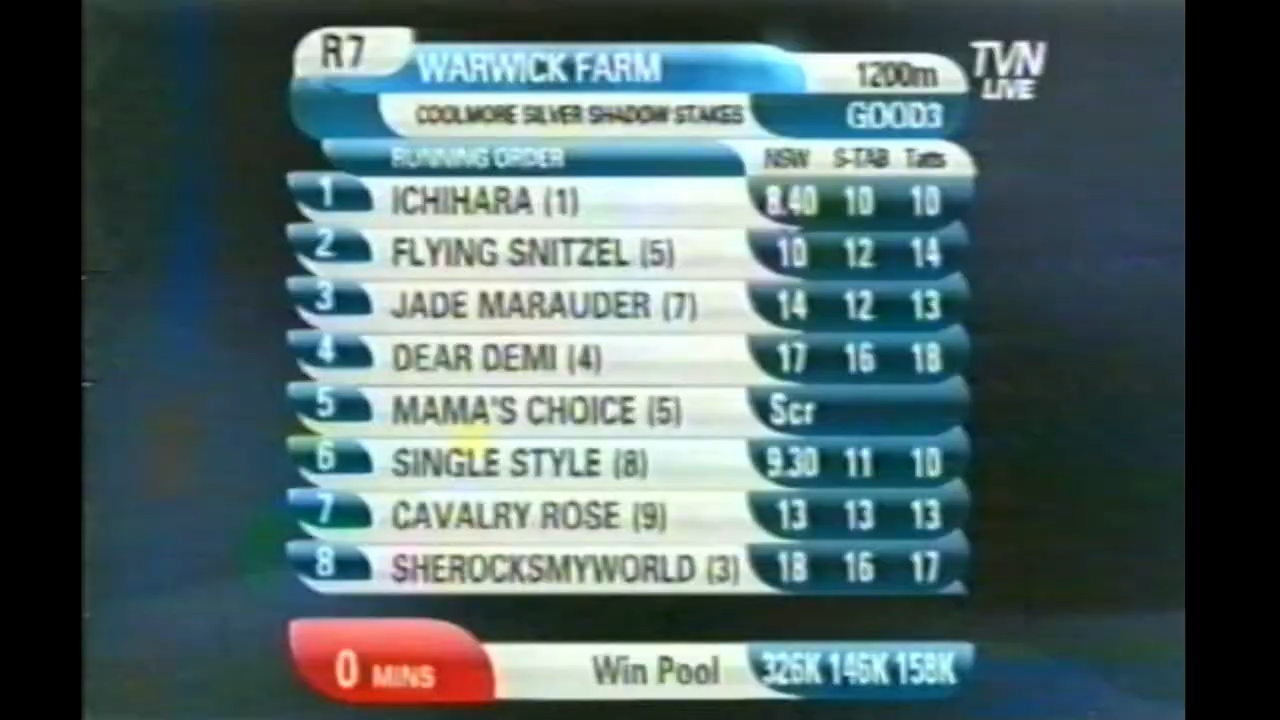 R7 WARWICK FARM 1200m
TVN
LIVE
COOLMORE SILVER SHADOW STAKES GOOD3
RUNNING ORDER NSW S-TAB Tatts
1 ICHIHARA (1) 8.40 10 10
2 FLYING SNITZEL (5) 10 12 14
3 JADE MARAUDER (7) 14 12 13
4 DEAR DEMI (4) 17 16 18
5 MAMA'S CHOICE (5) Scr
6 SINGLE STYLE (8) 9.30 11 10
7 CAVALRY ROSE (9) 13 13 13
8 SHEROCKSMYWORLD (3) 18 16 17
0 MINS Win Pool 326K 146K 158K